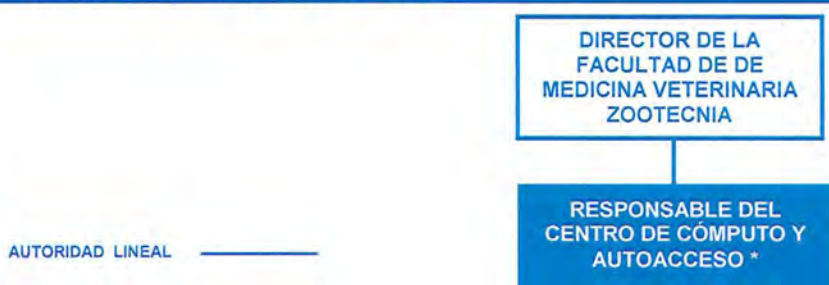 DIRECTOR DE LA
FACULTAD DE DE
MEDICINA VETERINARIA
ZOOTECNIA
RESPONSABLE DEL
CENTRO DE CÓMPUTO Y
AUTOACCESO *
AUTORIDAD LINEAL